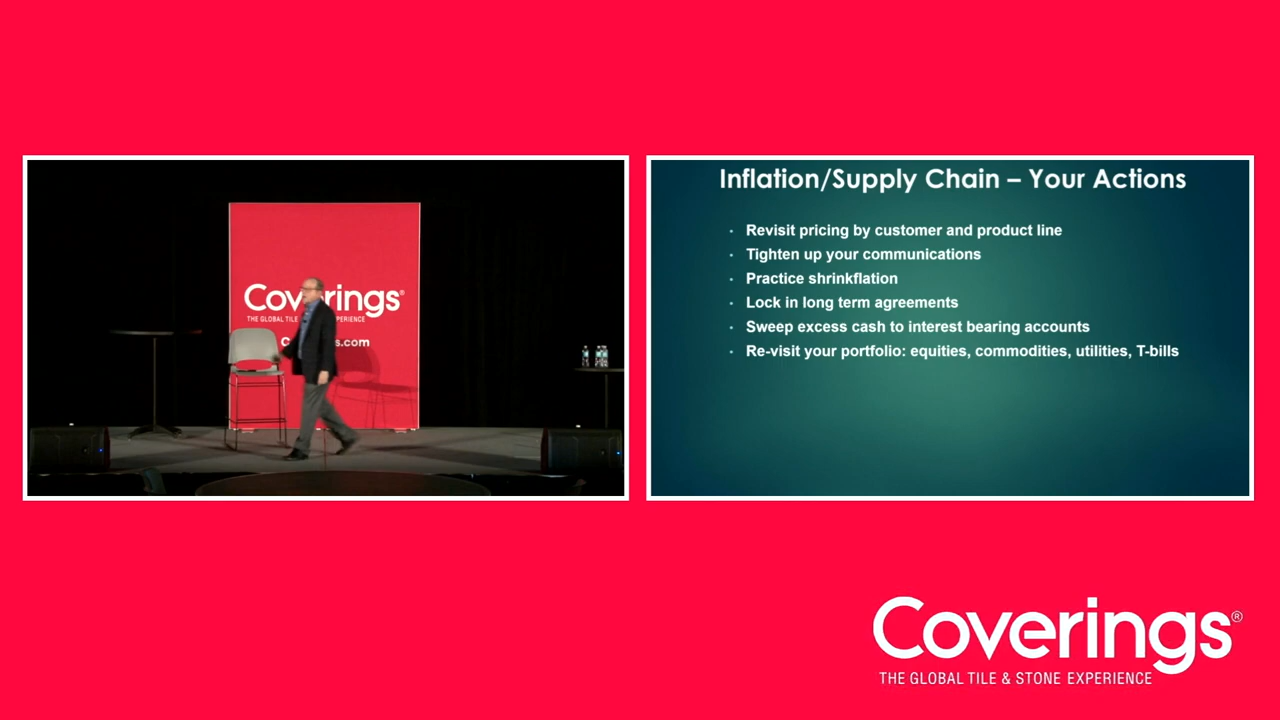 Coverings®
THE GLOBAL TILE
EXPERIENCE
s.com
Inflation/Supply Chain – Your Actions
• Revisit pricing by customer and product line
• Tighten up your communications
• Practice shrinkflation
• Lock in long term agreements
• Sweep excess cash to interest bearing accounts
• Re-visit your portfolio: equities, commodities, utilities, T-bills
Coverings®
THE GLOBAL TILE & STONE EXPERIENCE